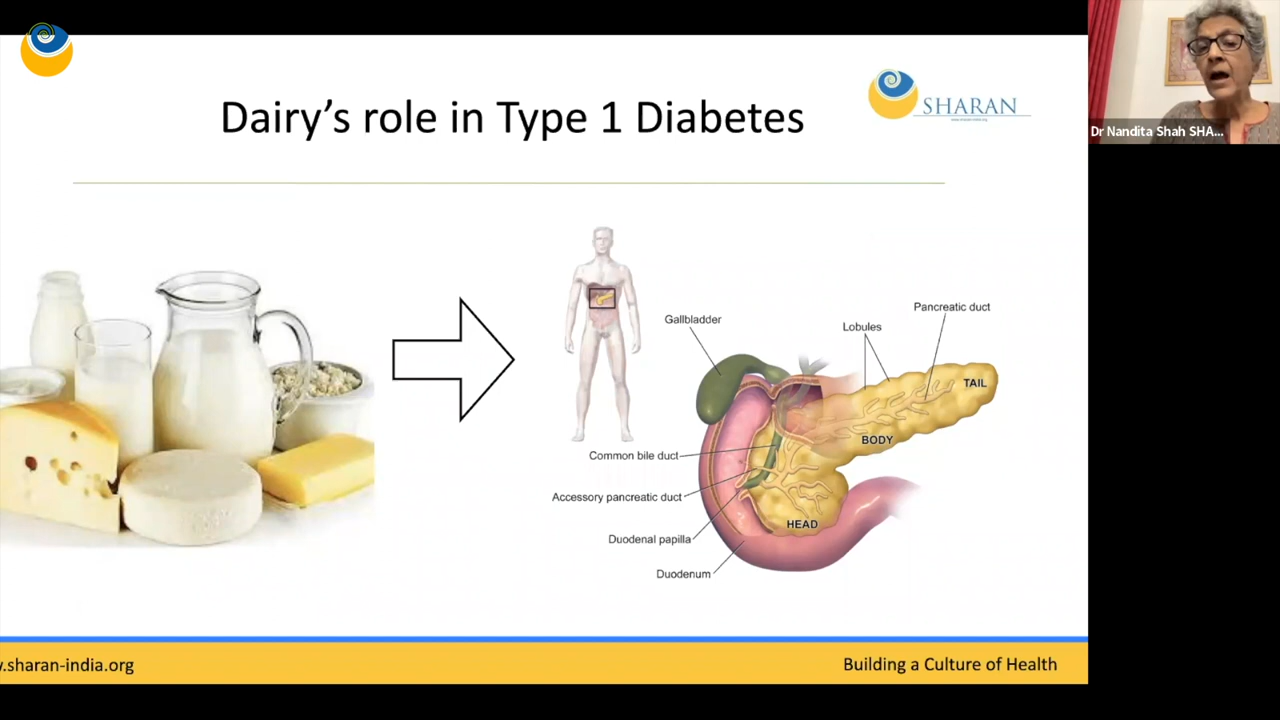 Dairy's role in Type 1 Diabetes
SHARAN
Dr Nandita Shah SHA...
Pancreatic duct
Gallbladder
Lobules
TAIL
BODY
Common bile duct
Accessory pancreatic duct
HEAD
Duodenal papilla
Duodenum
.sharan-india.org
Building a Culture of Health